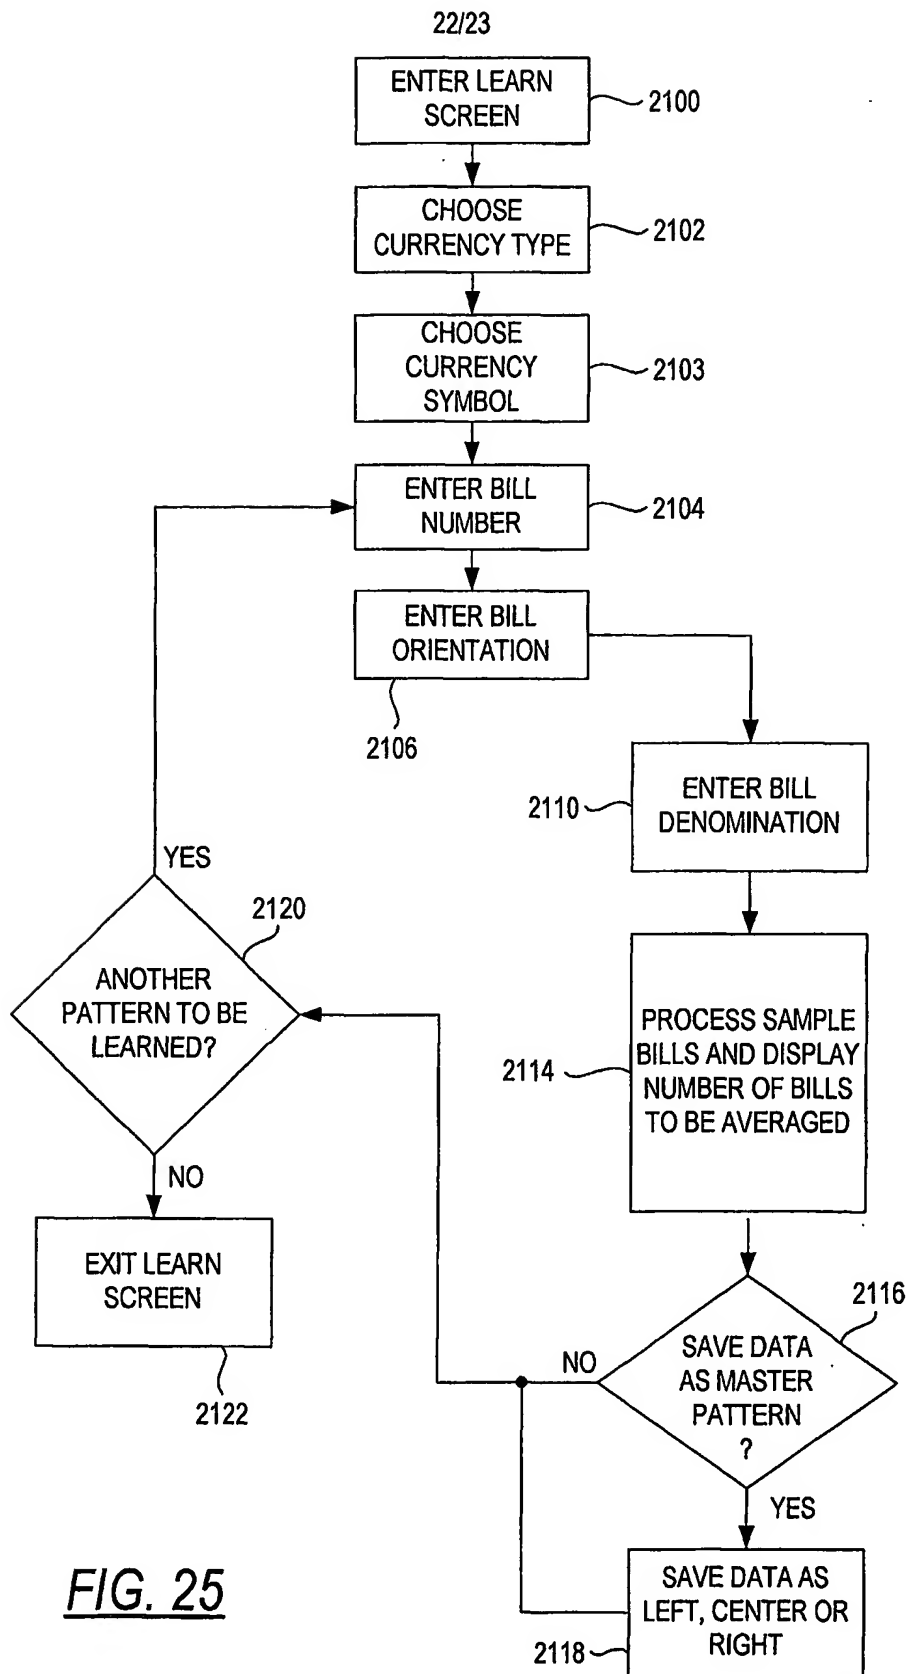 22/23
ENTER LEARN
SCREEN
2100
CHOOSE
CURRENCY TYPE
2102
CHOOSE
CURRENCY
SYMBOL
2103
ENTER BILL
NUMBER
2104
ENTER BILL
ORIENTATION
2106
ENTER BILL
DENOMINATION
2110
PROCESS SAMPLE
BILLS AND DISPLAY
NUMBER OF BILLS
TO BE AVERAGED
2114
SAVE DATA
AS MASTER
PATTERN
?
2116
NO
YES
SAVE DATA AS
LEFT, CENTER OR
RIGHT
2118
ANOTHER
PATTERN TO BE
LEARNED?
2120
YES
NO
EXIT LEARN
SCREEN
2122
FIG. 25